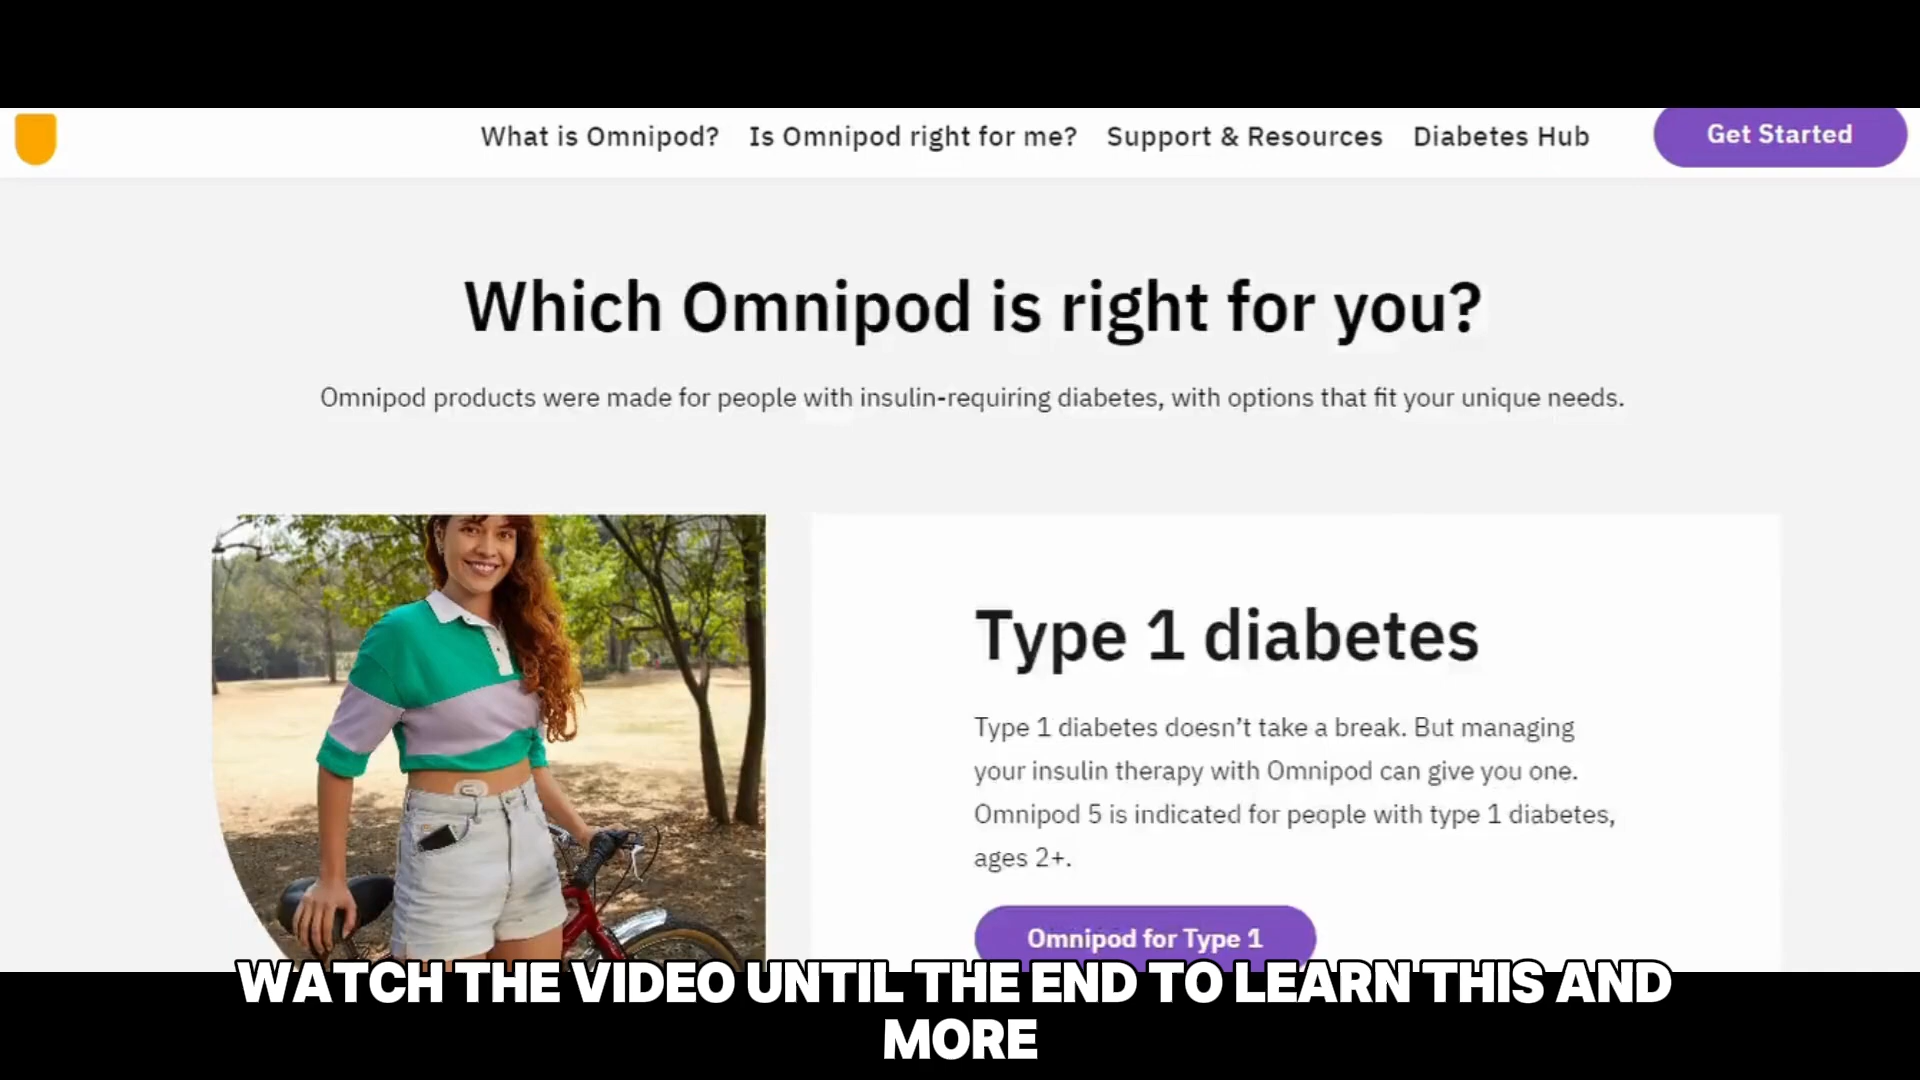 What is Omnipod? Is Omnipod right for me? Support & Resources Diabetes Hub Get Started
Which Omnipod is right for you?
Omnipod products were made for people with insulin-requiring diabetes, with options that fit your unique needs.
Type 1 diabetes
Type 1 diabetes doesn’t take a break. But managing
your insulin therapy with Omnipod can give you one.
Omnipod 5 is indicated for people with type 1 diabetes,
ages 2+.
Omnipod for Type 1
WATCH THE VIDEO UNTIL THE END TO LEARN THIS AND
MORE